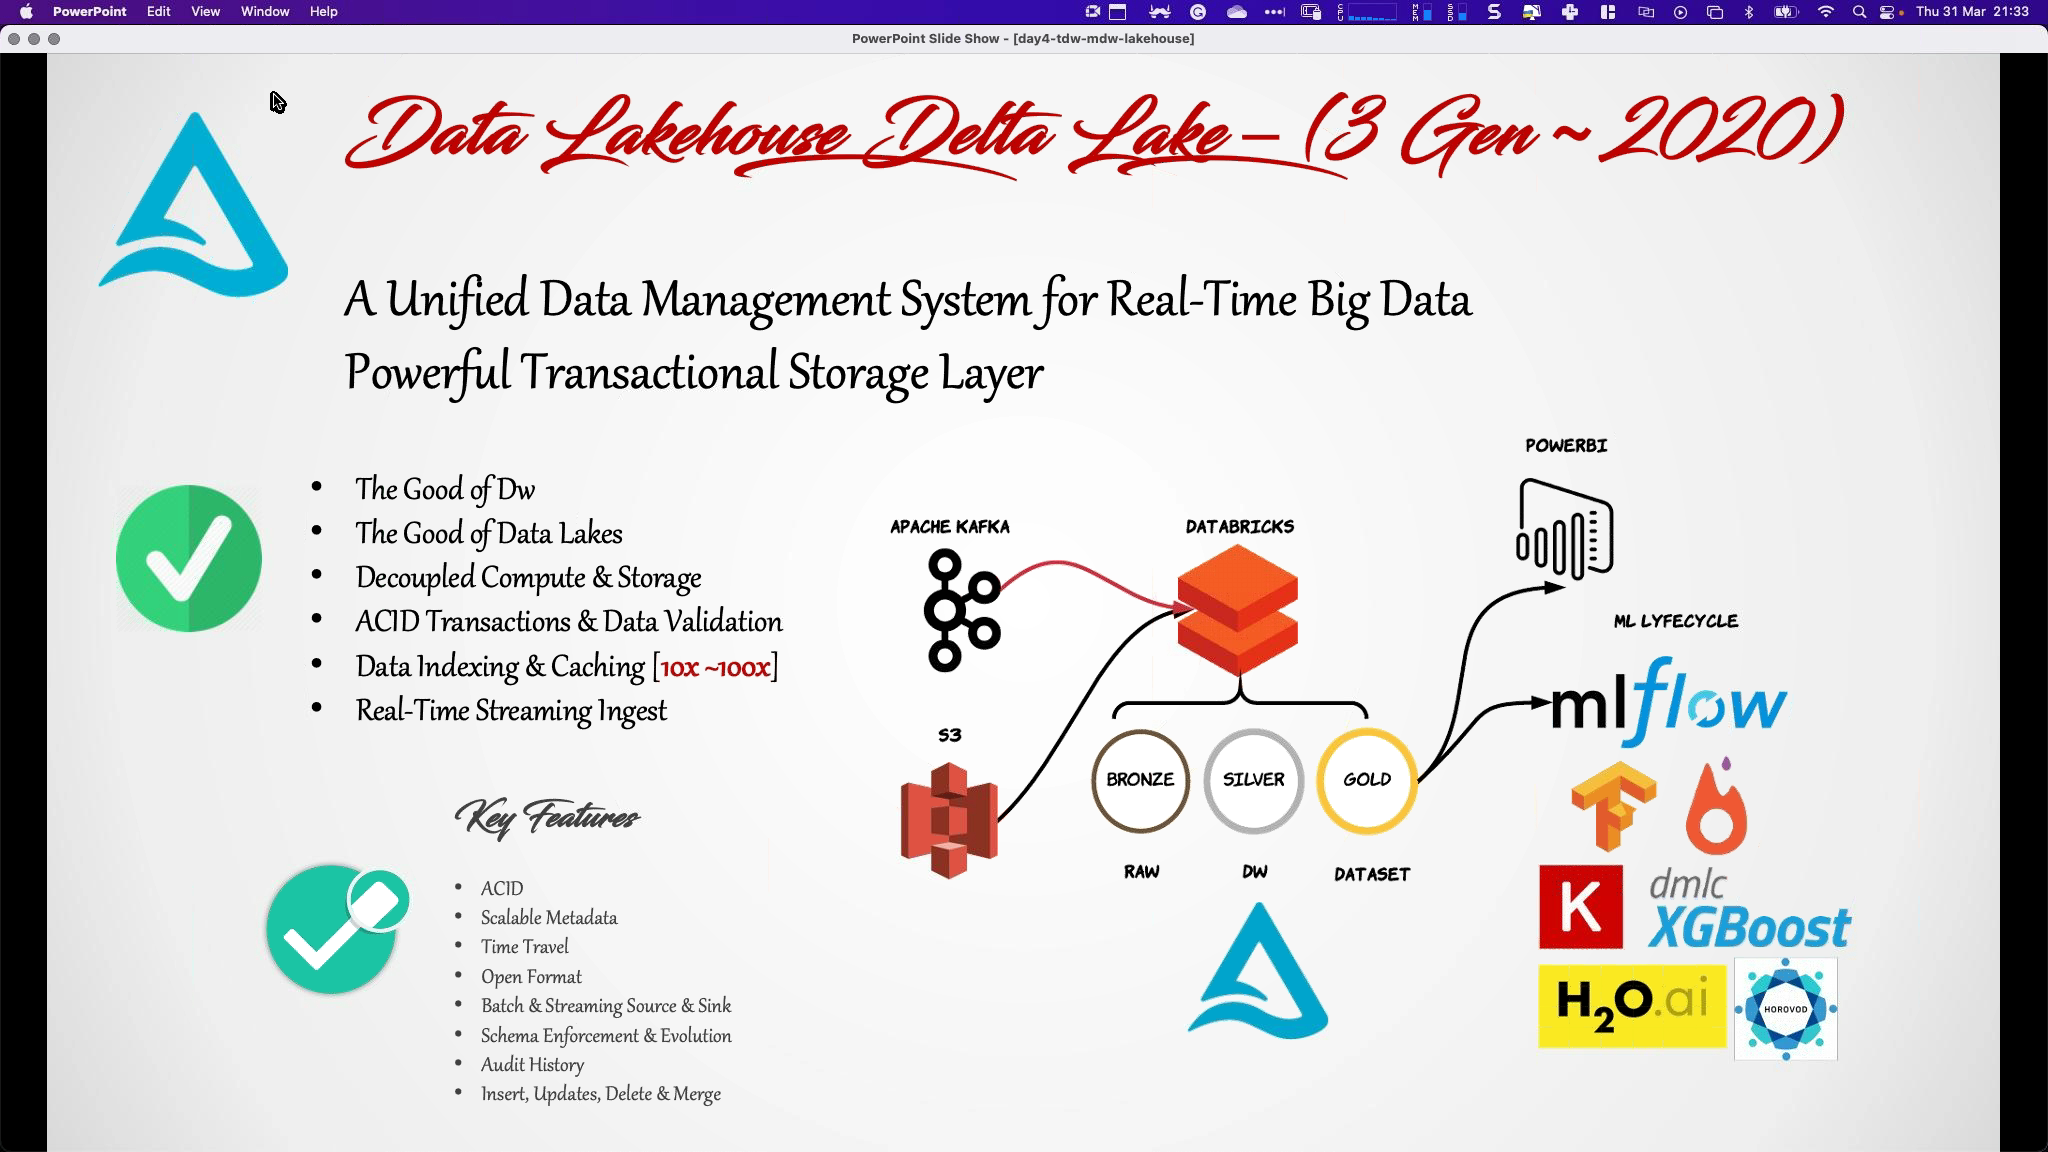 PowerPoint Edit View Window Help
CPU MEM SSD Thu 31 Mar 21:33
PowerPoint Slide Show - [day4-tdw-mdw-lakehouse]
Data Lakehouse Delta Lake – (3 Gen ~ 2020)
A Unified Data Management System for Real-Time Big Data
Powerful Transactional Storage Layer
• The Good of Dw
• The Good of Data Lakes
• Decoupled Compute & Storage
• ACID Transactions & Data Validation
• Data Indexing & Caching [10x ~100x]
• Real-Time Streaming Ingest
Key Features
• ACID
• Scalable Metadata
• Time Travel
• Open Format
• Batch & Streaming Source & Sink
• Schema Enforcement & Evolution
• Audit History
• Insert, Updates, Delete & Merge
APACHE KAFKA
S3
DATABRICKS
BRONZE SILVER GOLD
RAW DW DATASET
POWERBI
ML LYFECYCLE
mlflow
K
dmlc
XGBoost
H2O.ai
HOROVOD